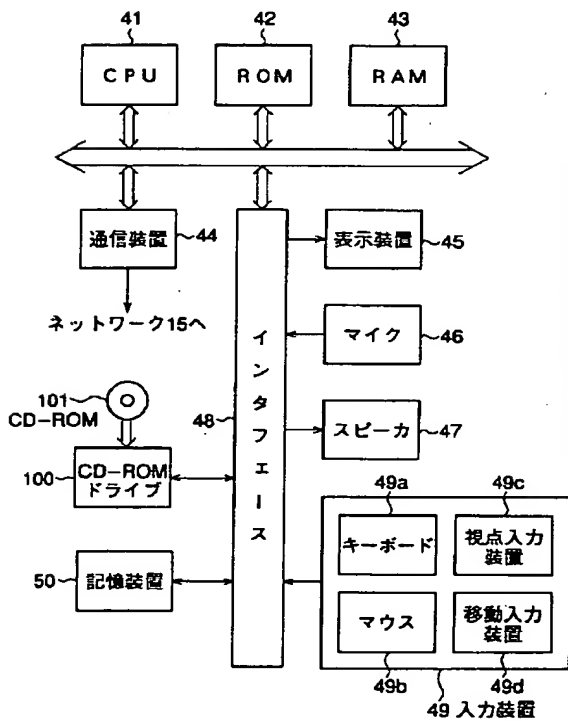 41
42
43
CPU
ROM
RAM
通信装置
44
表示装置
45
ネットワーク15へ
マイク
46
101
CD-ROM
48
インタフェース
スピーカ
47
100
CD-ROM
ドライブ
49a
49c
キーボード
視点入力
装置
50
記憶装置
マウス
移動入力
装置
49b
49d
49 入力装置